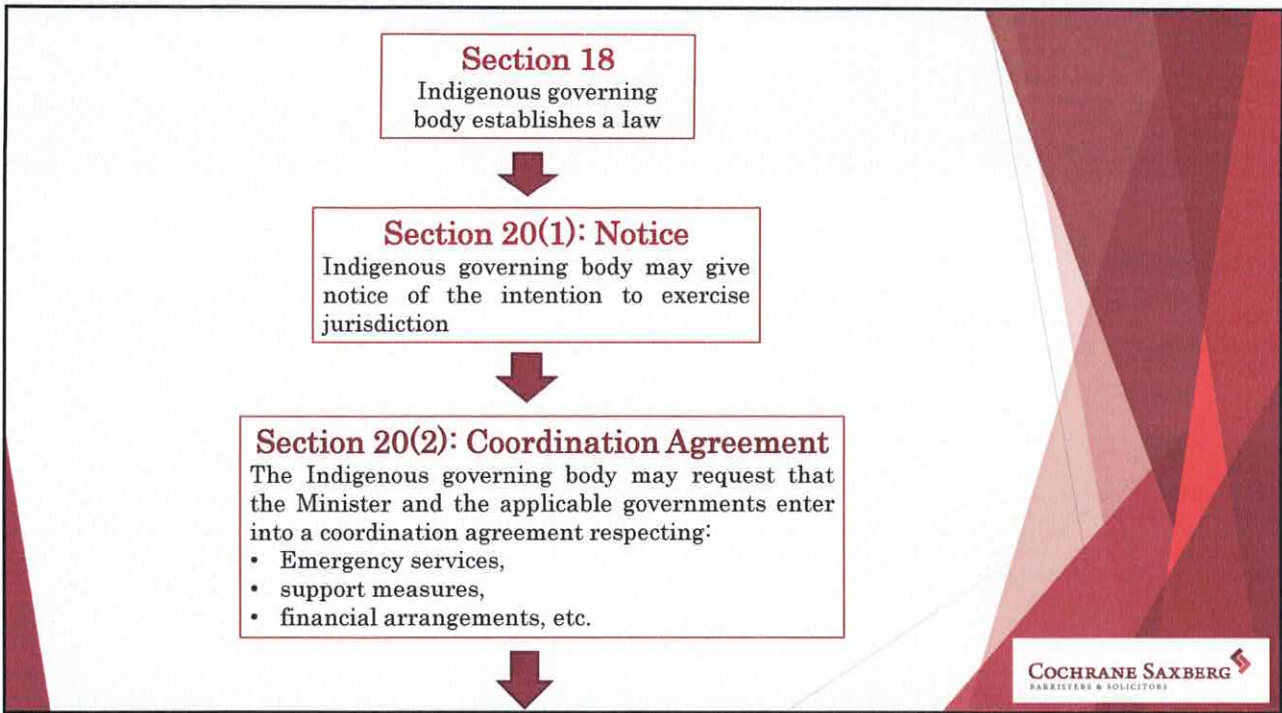 Section 18
Indigenous governing
body establishes a law
Section 20(1): Notice
Indigenous governing body may give
notice of the intention to exercise
jurisdiction
Section 20(2): Coordination Agreement
The Indigenous governing body may request that
the Minister and the applicable governments enter
into a coordination agreement respecting:
• Emergency services,
• support measures,
• financial arrangements, etc.
COCHRANE SAXBERG
BARRISTERS & SOLICITORS